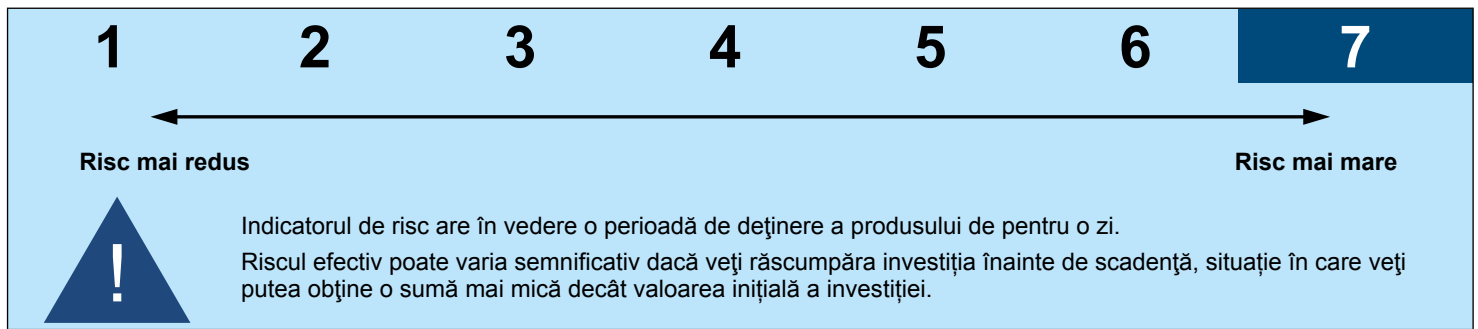 1 2 3 4 5 6 7
Risc mai redus Risc mai mare
! Indicatorul de risc are în vedere o perioadă de deţinere a produsului de pentru o zi.
Riscul efectiv poate varia semnificativ dacă veţi răscumpăra investiția înainte de scadenţă, situație în care veţi
putea obţine o sumă mai mică decât valoarea inițială a investiției.